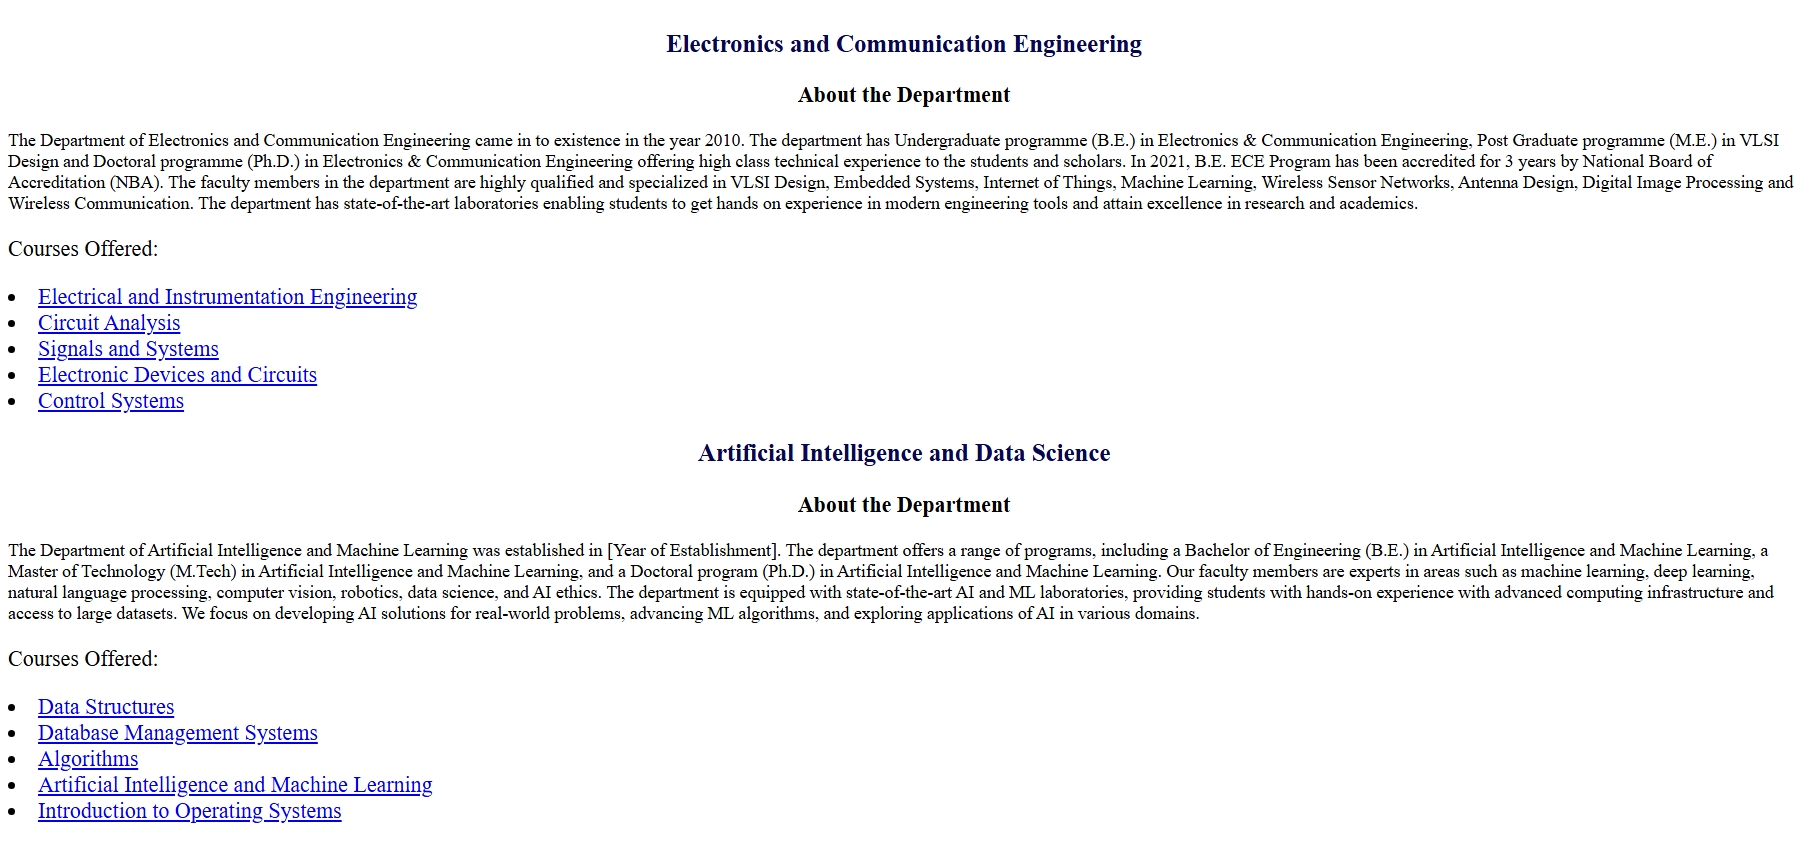 Electronics and Communication Engineering
About the Department
The Department of Electronics and Communication Engineering came in to existence in the year 2010. The department has Undergraduate programme (B.E.) in Electronics & Communication Engineering, Post Graduate programme (M.E.) in VLSI
Design and Doctoral programme (Ph.D.) in Electronics & Communication Engineering offering high class technical experience to the students and scholars. In 2021, B.E. ECE Program has been accredited for 3 years by National Board of
Accreditation (NBA). The faculty members in the department are highly qualified and specialized in VLSI Design, Embedded Systems, Internet of Things, Machine Learning, Wireless Sensor Networks, Antenna Design, Digital Image Processing and
Wireless Communication. The department has state-of-the-art laboratories enabling students to get hands on experience in modern engineering tools and attain excellence in research and academics.
Courses Offered:
• Electrical and Instrumentation Engineering
• Circuit Analysis
• Signals and Systems
• Electronic Devices and Circuits
• Control Systems
Artificial Intelligence and Data Science
About the Department
The Department of Artificial Intelligence and Machine Learning was established in [Year of Establishment]. The department offers a range of programs, including a Bachelor of Engineering (B.E.) in Artificial Intelligence and Machine Learning, a
Master of Technology (M.Tech) in Artificial Intelligence and Machine Learning, and a Doctoral program (Ph.D.) in Artificial Intelligence and Machine Learning. Our faculty members are experts in areas such as machine learning, deep learning,
natural language processing, computer vision, robotics, data science, and AI ethics. The department is equipped with state-of-the-art AI and ML laboratories, providing students with hands-on experience with advanced computing infrastructure and
access to large datasets. We focus on developing AI solutions for real-world problems, advancing ML algorithms, and exploring applications of AI in various domains.
Courses Offered:
• Data Structures
• Database Management Systems
• Algorithms
• Artificial Intelligence and Machine Learning
• Introduction to Operating Systems